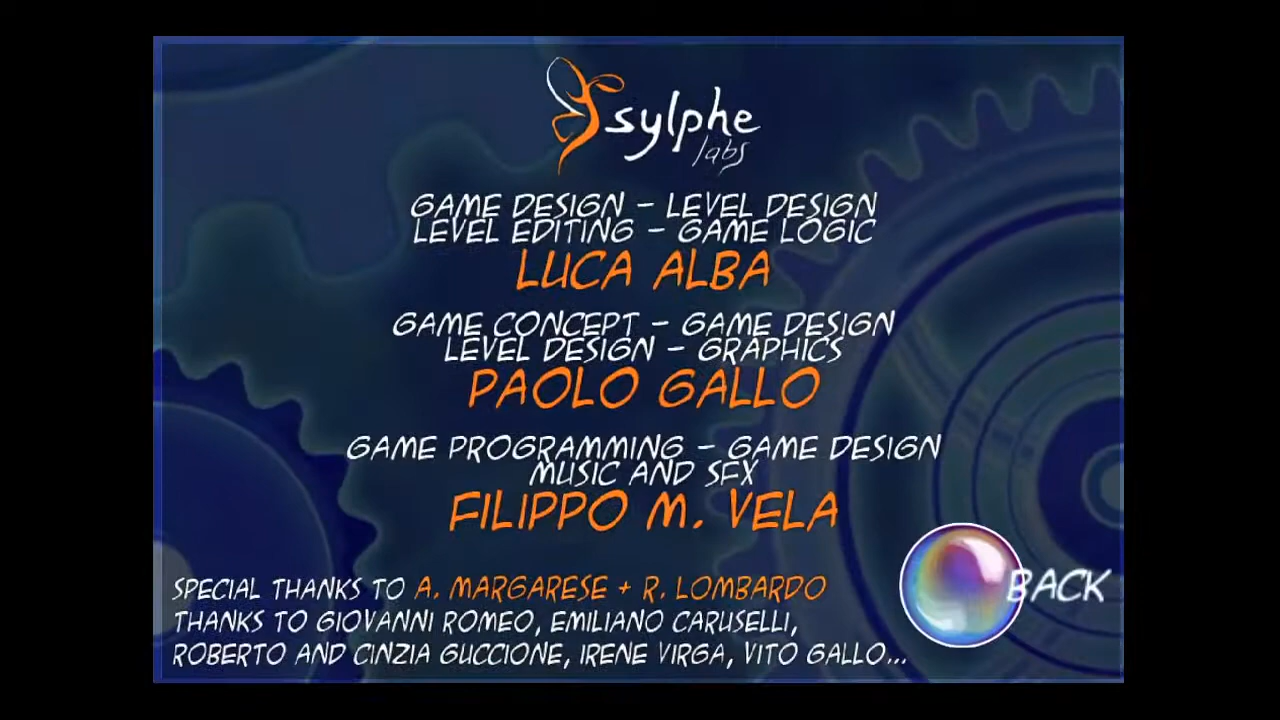 sylphe
labs
GAME DESIGN - LEVEL DESIGN
LEVEL EDITING - GAME LOGIC
LUCA ALBA
GAME CONCEPT - GAME DESIGN
LEVEL DESIGN - GRAPHICS
PAOLO GALLO
GAME PROGRAMMING - GAME DESIGN
MUSIC AND SFX
FILIPPO M. VELA
SPECIAL THANKS TO A. MARGARESE + R. LOMBARDO
THANKS TO GIOVANNI ROMEO, EMILIANO CARUSELLI,
ROBERTO AND CINZIA GUCCIONE, IRENE VIRGA, VITO GALLO...
BACK